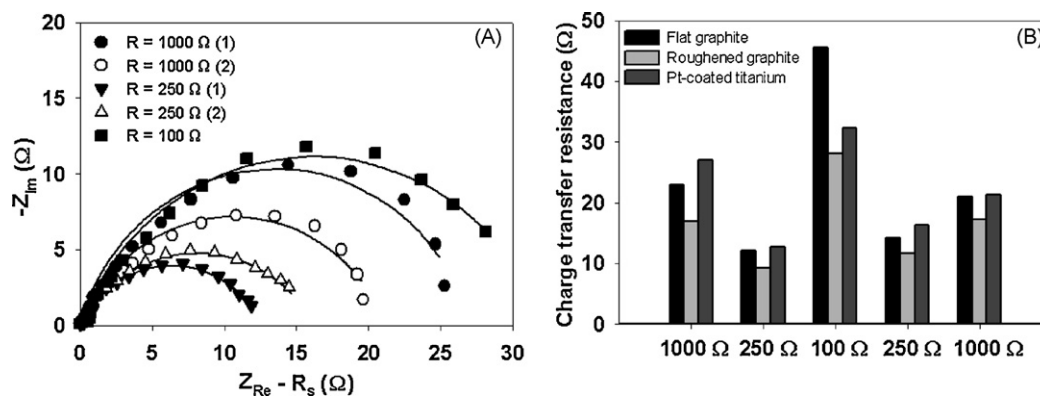 20
15
10
5
0
-Z_Im (Ω)
(A)
R = 1000 Ω (1)
R = 1000 Ω (2)
R = 250 Ω (1)
R = 250 Ω (2)
R = 100 Ω
0 5 10 15 20 25 30
Z_Re - R_s (Ω)
50
40
30
20
10
0
Charge transfer resistance (Ω)
(B)
Flat graphite
Roughened graphite
Pt-coated titanium
1000 Ω 250 Ω 100 Ω 250 Ω 1000 Ω